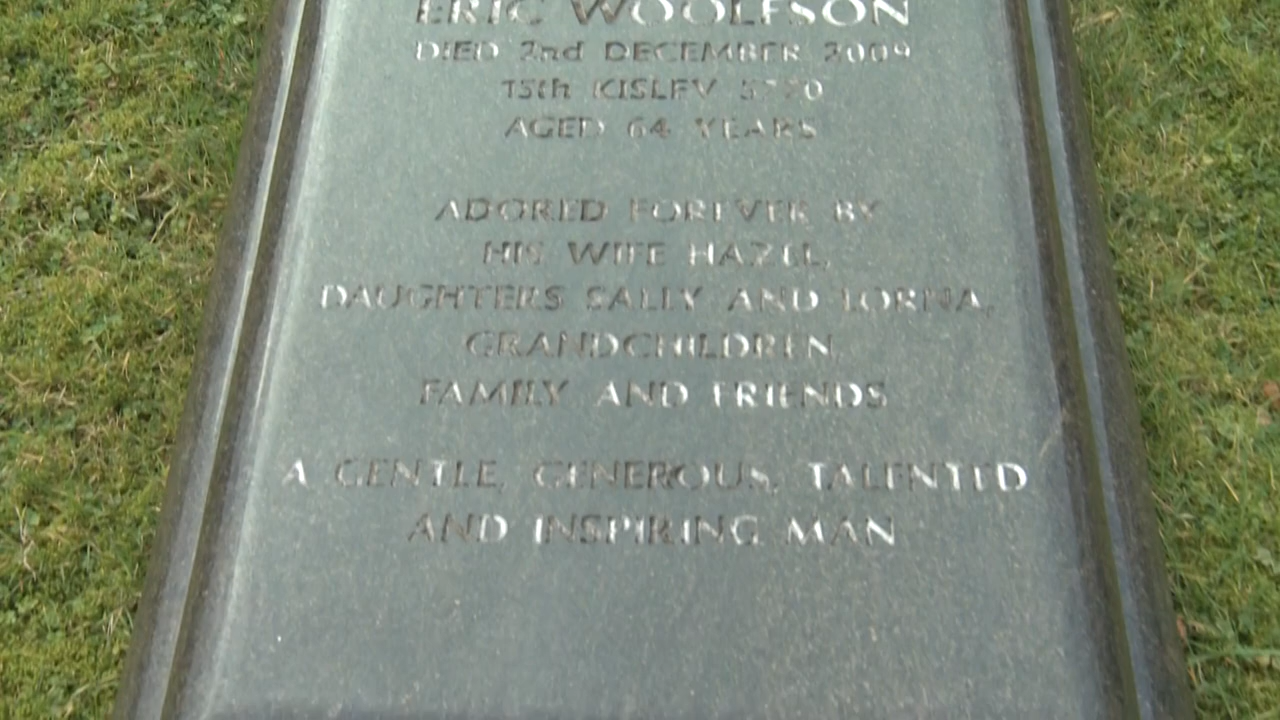 ERIC WOOLFSON
DIED 2nd DECEMBER 2009
15th KISLEV 5770
AGED 64 YEARS
ADORED FOREVER BY
HIS WIFE HAZEL,
DAUGHTERS SALLY AND LORNA,
GRANDCHILDREN,
FAMILY AND FRIENDS
A GENTLE, GENEROUS, TALENTED
AND INSPIRING MAN